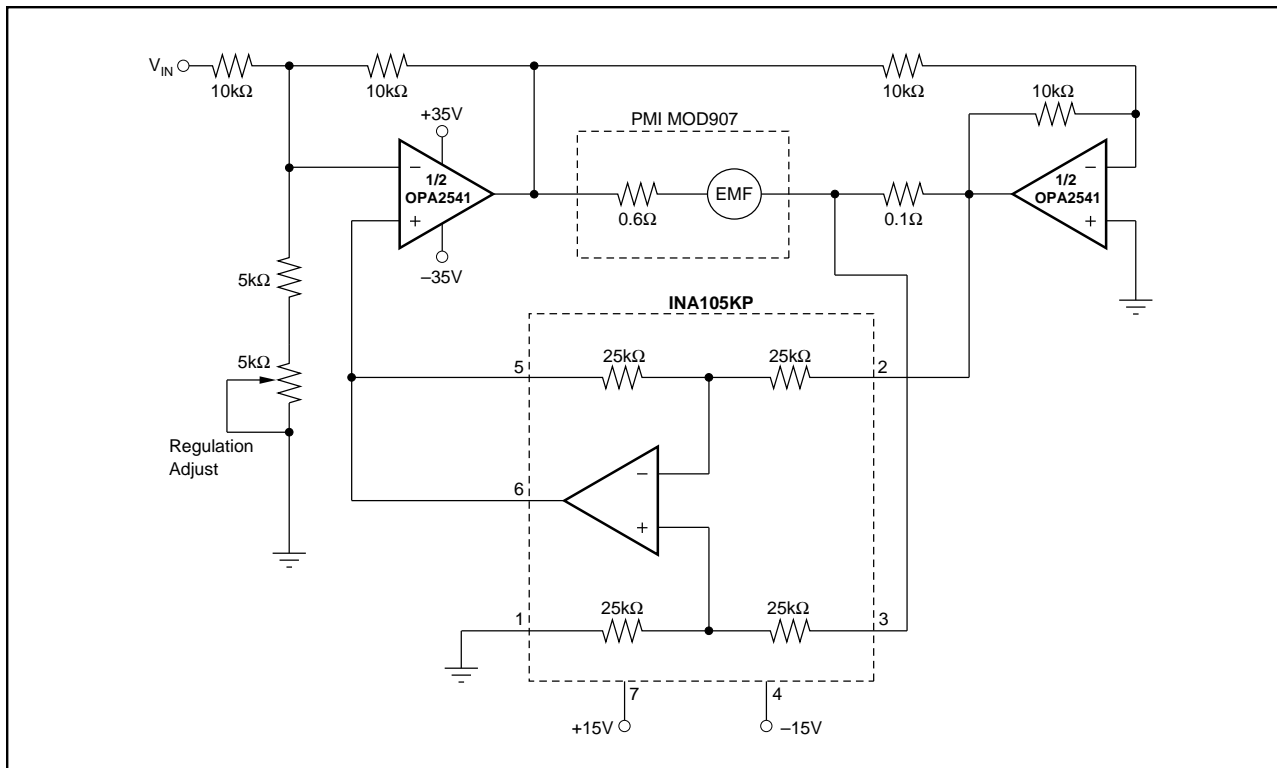 V_IN
10kΩ
10kΩ
10kΩ
10kΩ
+35V
PMI MOD907
1/2
OPA2541
–
+
0.6Ω
EMF
0.1Ω
1/2
OPA2541
–
+
–35V
5kΩ
INA105KP
5kΩ
5
25kΩ
25kΩ
2
Regulation
Adjust
6
–
+
1
25kΩ
25kΩ
3
7
4
+15V
–15V